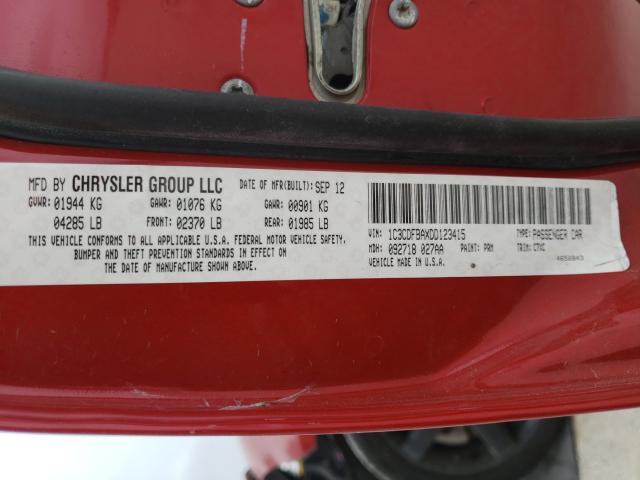 MFD BY CHRYSLER GROUP LLC DATE OF MFR(BUILT): SEP 12
GVWR: 01944 KG GAWR: 01076 KG GAWR: 00901 KG
04285 LB FRONT: 02370 LB REAR: 01985 LB
THIS VEHICLE CONFORMS TO ALL APPLICABLE U.S.A. FEDERAL MOTOR VEHICLE SAFETY,
BUMPER AND THEFT PREVENTION STANDARDS IN EFFECT ON
THE DATE OF MANUFACTURE SHOWN ABOVE.
VIN: 1C3CDFBAXDD123415 TYPE: PASSENGER CAR
MDH: 092718 027AA PAINT: PRM TRIM: CTVC
VEHICLE MADE IN U.S.A. 4658843